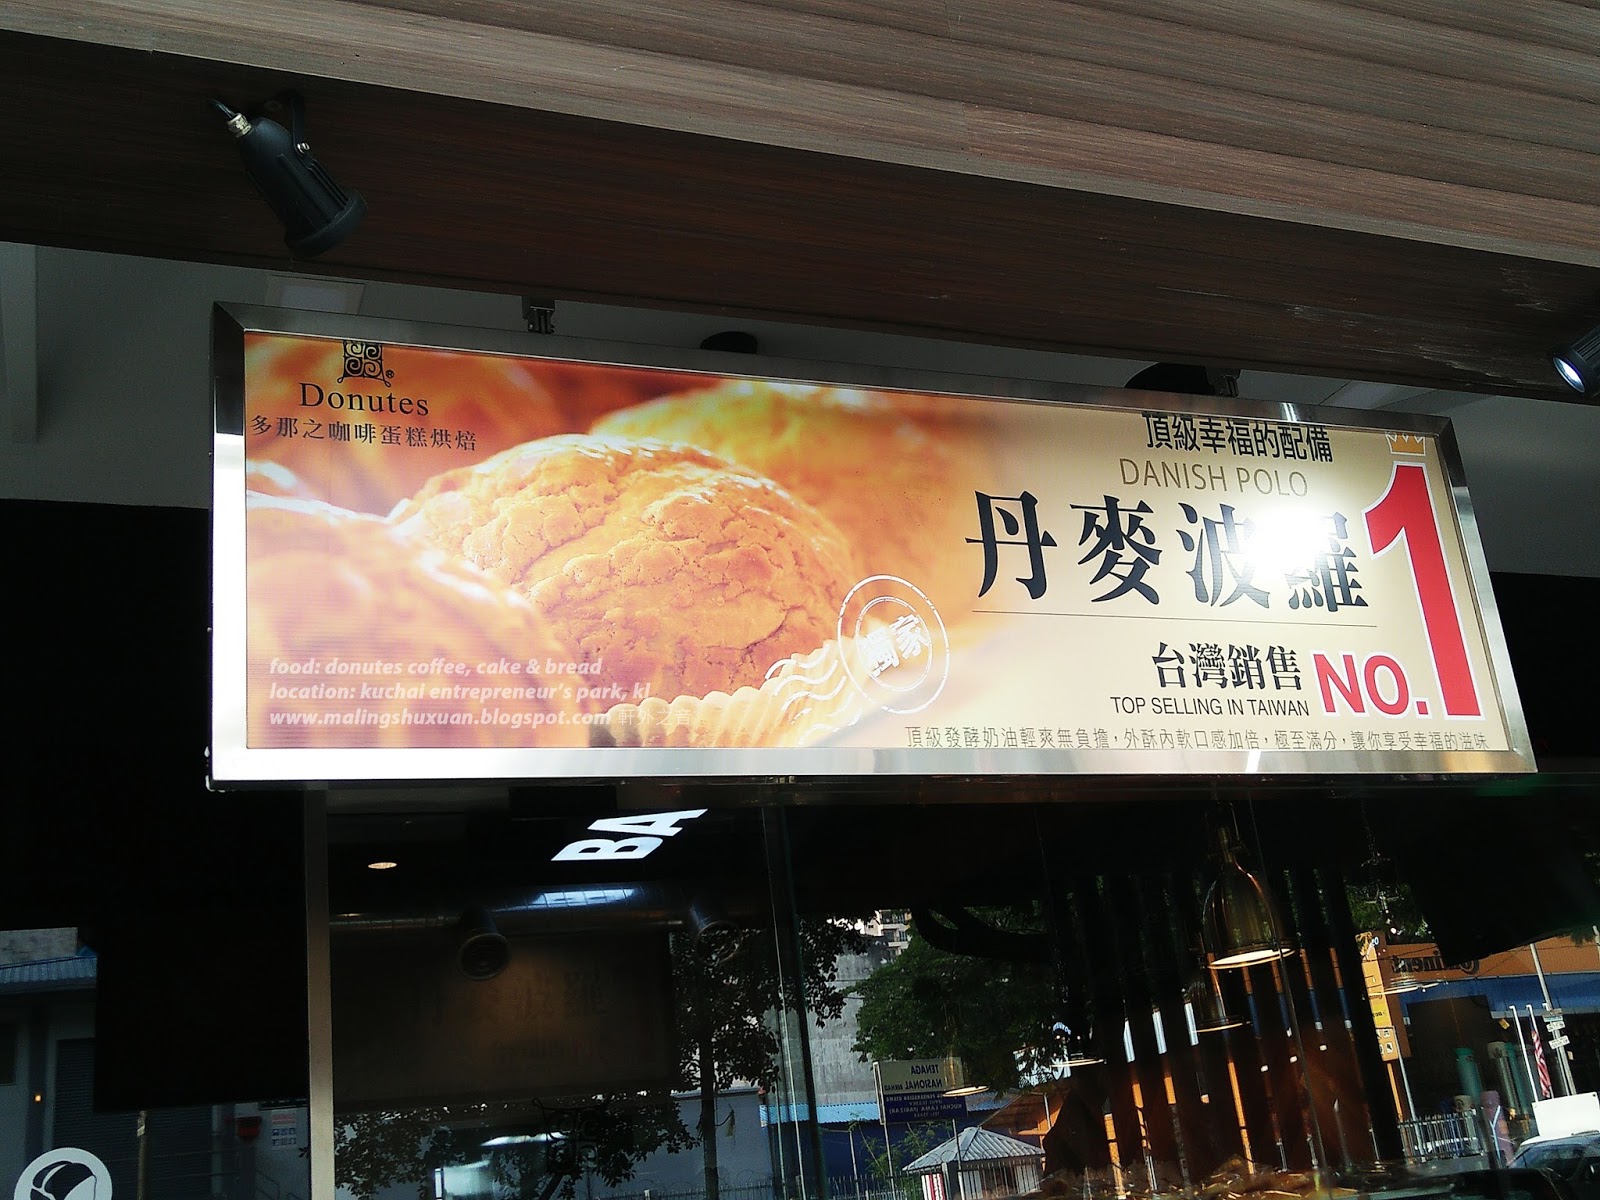 Donutes
多那之咖啡蛋糕烘焙
頂級幸福的配備
DANISH POLO
丹麥波羅
台灣銷售 NO.1
TOP SELLING IN TAIWAN
獨家
頂級發酵奶油輕爽無負擔，外酥內軟口感加倍，極至滿分，讓你享受幸福的滋味
food: donutes coffee, cake & bread
location: kuchai entrepreneur's park, kl
www.malingshuxuan.blogspot.com 軒外之音
BA
TENAGA
NASIONAL BERHAD